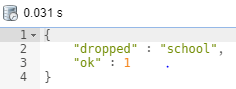 0.031 s
1 {
2 "dropped" : "school",
3 "ok" : 1 .
4 }